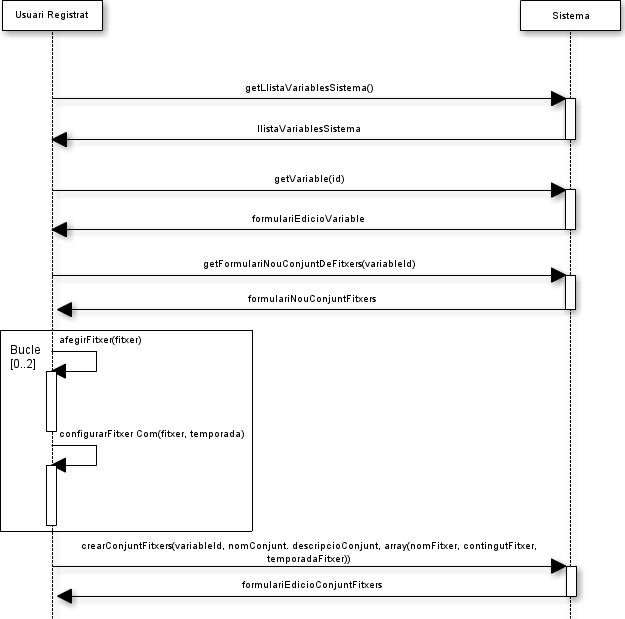 Usuari Registrat
Sistema
getLlistaVariablesSistema()
llistaVariablesSistema
getVariable(id)
formulariEdicioVariable
getFormulariNouConjuntDeFitxers(variableId)
formulariNouConjuntFitxers
Bucle
[0..2]
afegirFitxer(fitxer)
configurarFitxer Com(fitxer, temporada)
crearConjuntFitxers(variableId, nomConjunt. descripcioConjunt, array(nomFitxer, contingutFitxer,
temporadaFitxer))
formulariEdicioConjuntFitxers